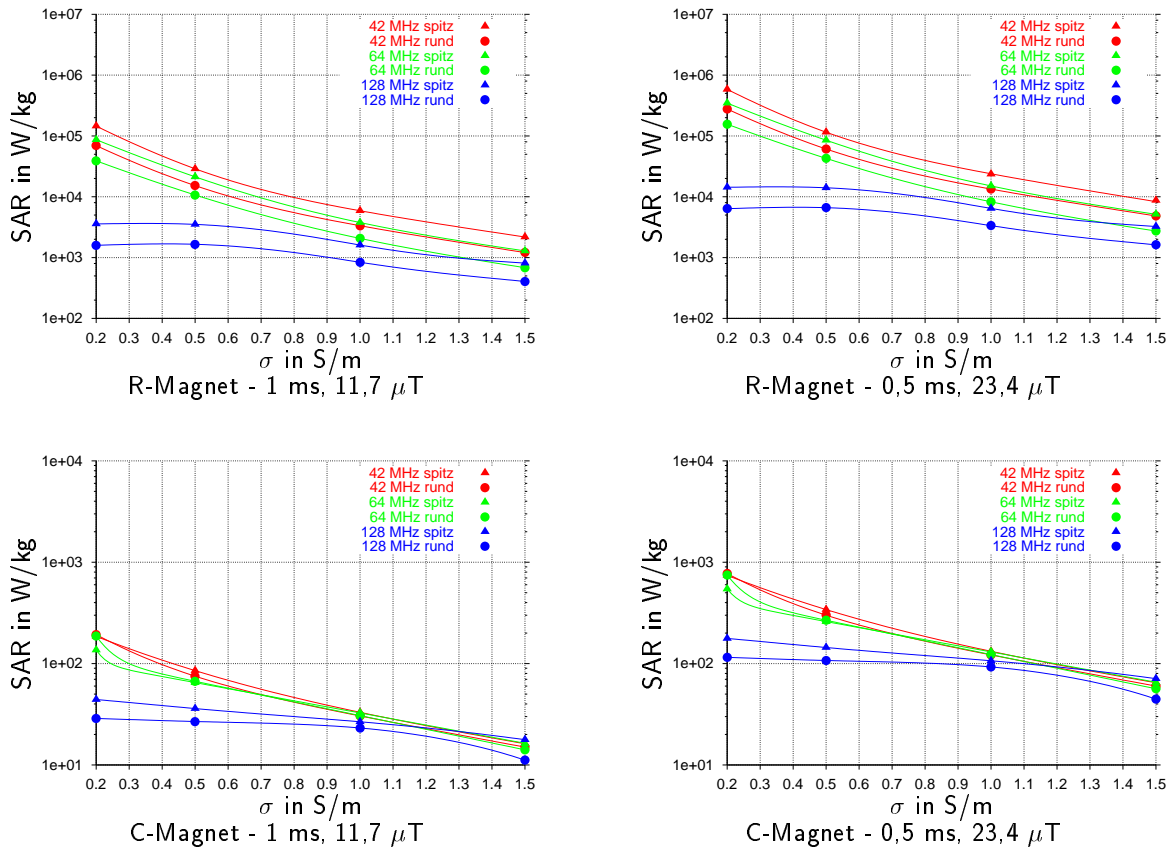 1e+07
1e+06
1e+05
1e+04
1e+03
1e+02
SAR in W/kg
42 MHz spitz
42 MHz rund
64 MHz spitz
64 MHz rund
128 MHz spitz
128 MHz rund
0.2 0.3 0.4 0.5 0.6 0.7 0.8 0.9 1.0 1.1 1.2 1.3 1.4 1.5
σ in S/m
R-Magnet - 1 ms, 11,7 μT
1e+07
1e+06
1e+05
1e+04
1e+03
1e+02
SAR in W/kg
42 MHz spitz
42 MHz rund
64 MHz spitz
64 MHz rund
128 MHz spitz
128 MHz rund
0.2 0.3 0.4 0.5 0.6 0.7 0.8 0.9 1.0 1.1 1.2 1.3 1.4 1.5
σ in S/m
R-Magnet - 0,5 ms, 23,4 μT
1e+04
1e+03
1e+02
1e+01
SAR in W/kg
42 MHz spitz
42 MHz rund
64 MHz spitz
64 MHz rund
128 MHz spitz
128 MHz rund
0.2 0.3 0.4 0.5 0.6 0.7 0.8 0.9 1.0 1.1 1.2 1.3 1.4 1.5
σ in S/m
C-Magnet - 1 ms, 11,7 μT
1e+04
1e+03
1e+02
1e+01
SAR in W/kg
42 MHz spitz
42 MHz rund
64 MHz spitz
64 MHz rund
128 MHz spitz
128 MHz rund
0.2 0.3 0.4 0.5 0.6 0.7 0.8 0.9 1.0 1.1 1.2 1.3 1.4 1.5
σ in S/m
C-Magnet - 0,5 ms, 23,4 μT